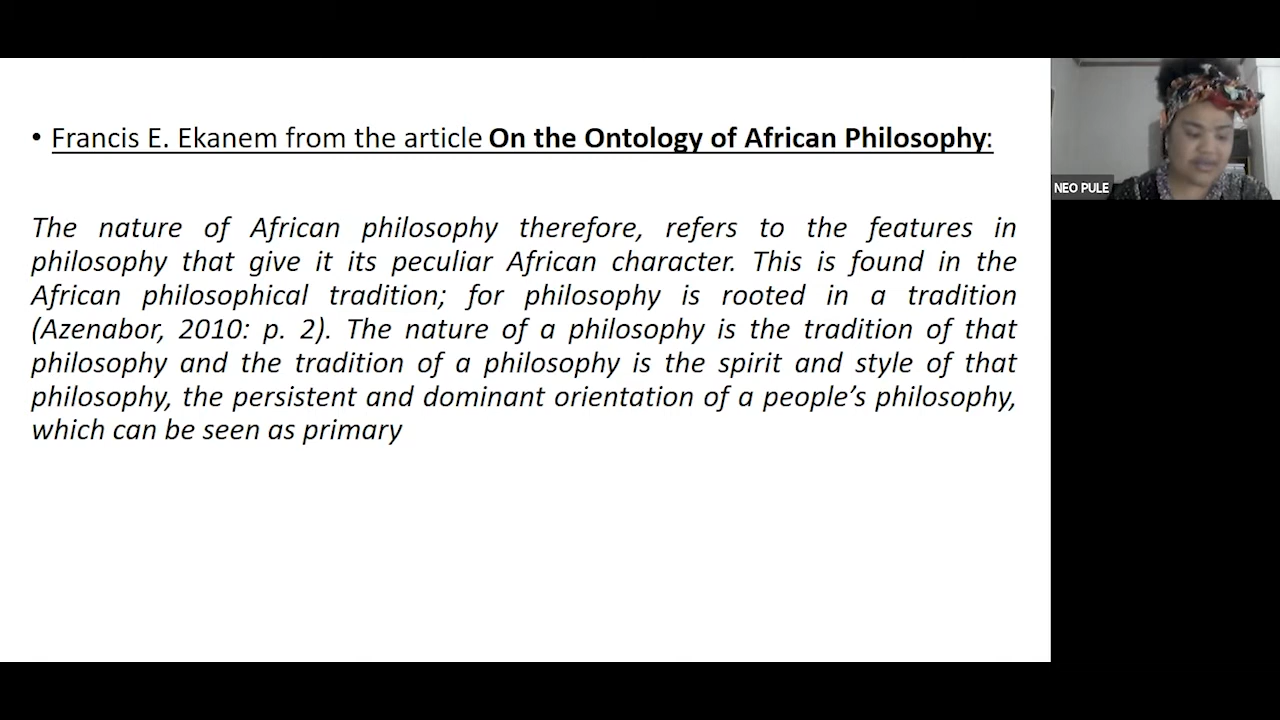 • Francis E. Ekanem from the article On the Ontology of African Philosophy:
The nature of African philosophy therefore, refers to the features in
philosophy that give it its peculiar African character. This is found in the
African philosophical tradition; for philosophy is rooted in a tradition
(Azenabor, 2010: p. 2). The nature of a philosophy is the tradition of that
philosophy and the tradition of a philosophy is the spirit and style of that
philosophy, the persistent and dominant orientation of a people’s philosophy,
which can be seen as primary
NEO PULE